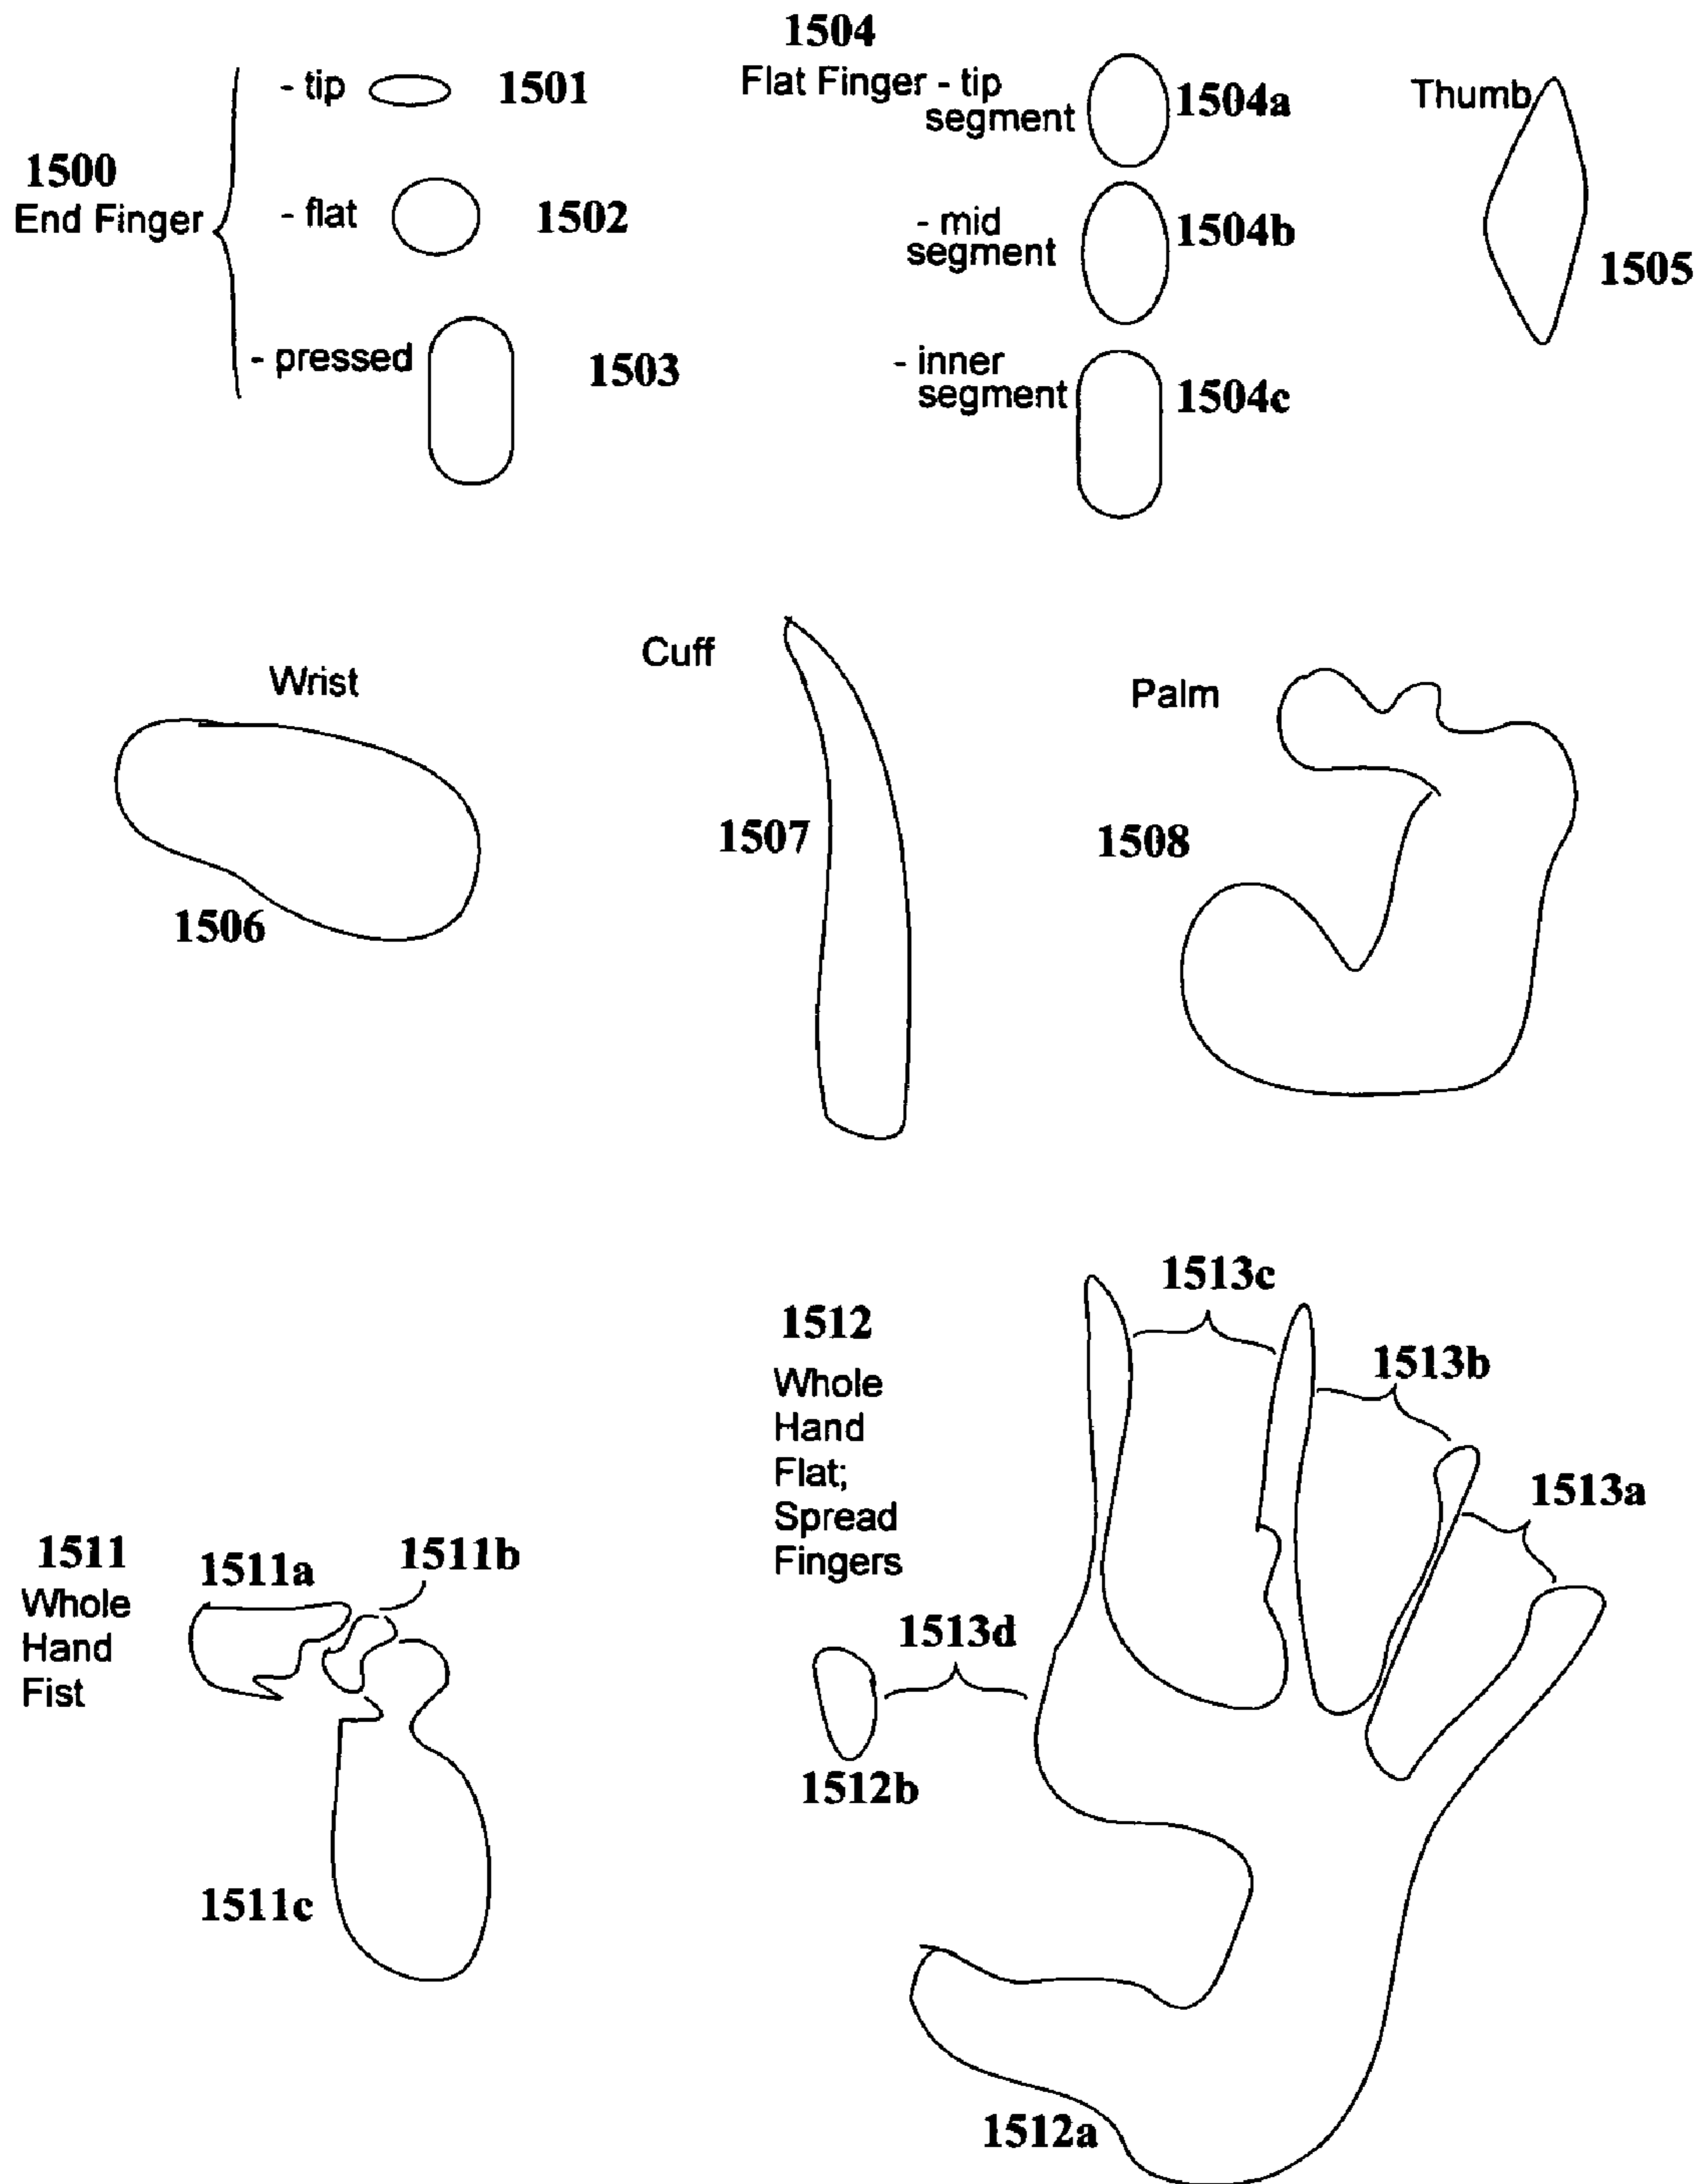 1500
End Finger
- tip
1501
- flat
1502
- pressed
1503
1504
Flat Finger - tip
segment
1504a
- mid
segment
1504b
- inner
segment
1504c
Thumb
1505
Wrist
1506
Cuff
1507
Palm
1508
1511
Whole
Hand
Fist
1511a
1511b
1511c
1512
Whole
Hand
Flat;
Spread
Fingers
1513c
1513b
1513a
1513d
1512b
1512a